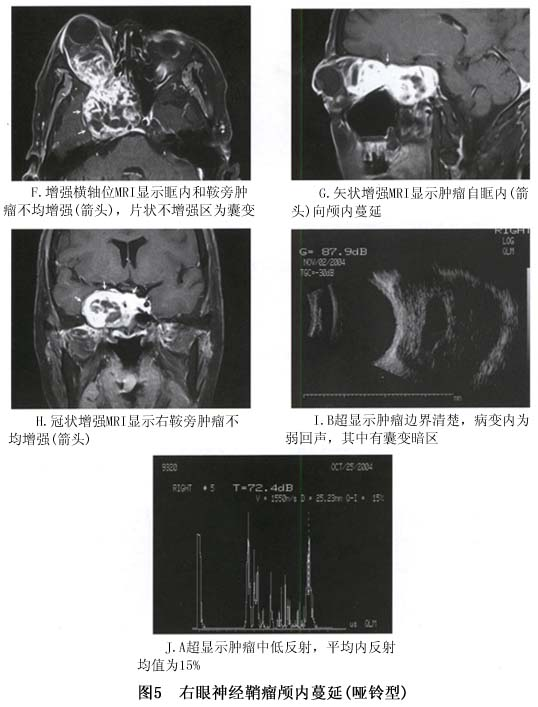 F.增强横轴位MRI显示眶内和鞍旁肿
瘤不均增强(箭头)，片状不增强区为囊变
G.矢状增强MRI显示肿瘤自眶内(箭
头)向颅内蔓延
H.冠状增强MRI显示右鞍旁肿瘤不
均增强(箭头)
RIGHT
LOG
QLM
G= 87.9dB
NOV/02/2004
TGC=-30dB
mm
I.B超显示肿瘤边界清楚，病变内为
弱回声,其中有囊变暗区
9320
OCT/25/2004
RIGHT #5 T=72.4dB
V = 1550m/s D = 25.23mm O-I = 15%
us QLM
J.A超显示肿瘤中低反射，平均内反射
均值为15%
图5 右眼神经鞘瘤颅内蔓延(哑铃型)